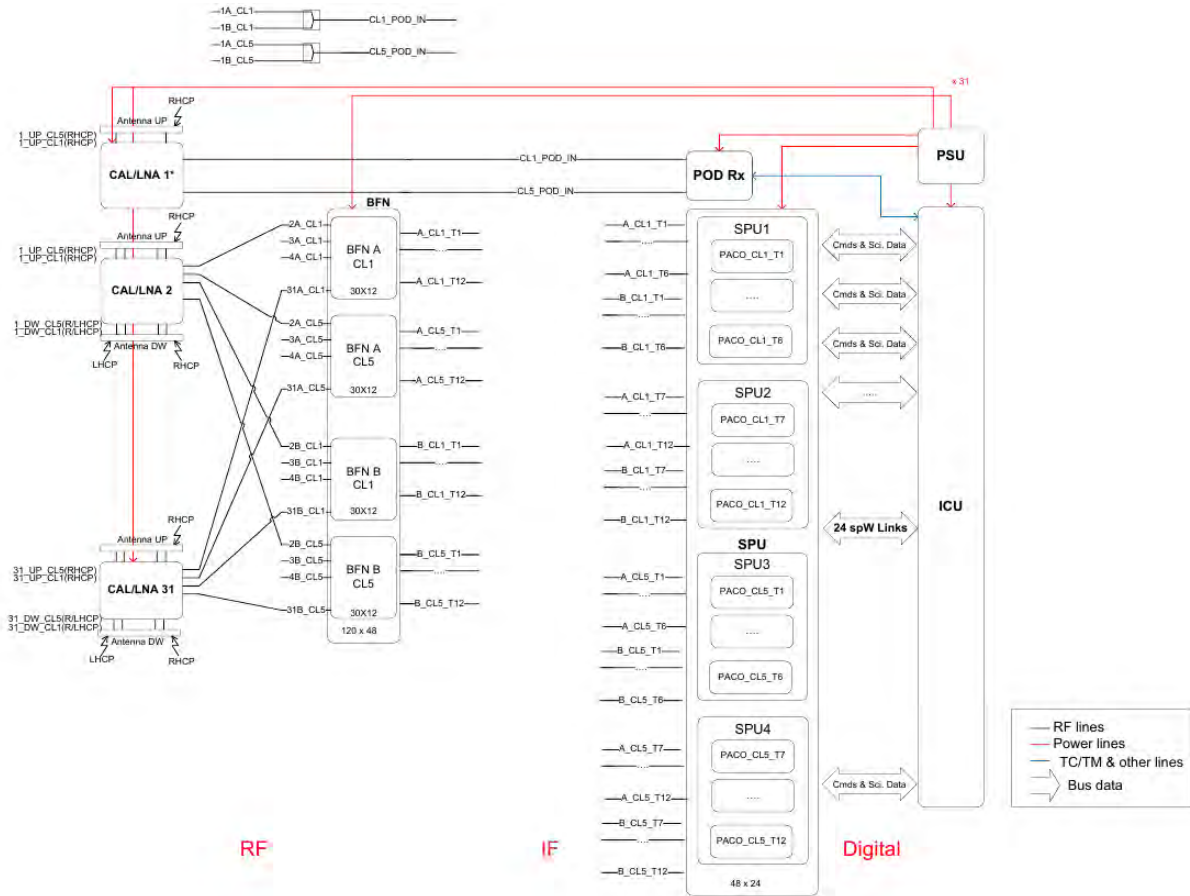 1A_CL1
1B_CL1
CL1_POD_IN
1A_CL5
1B_CL5
CL5_POD_IN
x 31
RHCP
Antenna UP
1_UP_CL5(RHCP)
1_UP_CL1(RHCP)
CAL/LNA 1*
CL1_POD_IN
CL5_POD_IN
POD Rx
PSU
RHCP
Antenna UP
1_UP_CL5(RHCP)
1_UP_CL1(RHCP)
CAL/LNA 2
1_DW_CL5(R/LHCP)
1_DW_CL1(R/LHCP)
Antenna DW
LHCP
RHCP
RHCP
Antenna UP
31_UP_CL5(RHCP)
31_UP_CL1(RHCP)
CAL/LNA 31
31_DW_CL5(R/LHCP)
31_DW_CL1(R/LHCP)
Antenna DW
LHCP
RHCP
BFN
2A_CL1
3A_CL1
4A_CL1
31A_CL1
BFN A
CL1
30X12
A_CL1_T1
....
A_CL1_T12
2A_CL5
3A_CL5
4A_CL5
31A_CL5
BFN A
CL5
30X12
A_CL5_T1
....
A_CL5_T12
2B_CL1
3B_CL1
4B_CL1
31B_CL1
BFN B
CL1
30X12
B_CL1_T1
....
B_CL1_T12
2B_CL5
3B_CL5
4B_CL5
31B_CL5
BFN B
CL5
30X12
B_CL5_T1
....
B_CL5_T12
120 x 48
A_CL1_T1
....
A_CL1_T6
B_CL1_T1
....
B_CL1_T6
SPU1
PACO_CL1_T1
....
PACO_CL1_T6
A_CL1_T7
....
A_CL1_T12
B_CL1_T7
....
B_CL1_T12
SPU2
PACO_CL1_T7
....
PACO_CL1_T12
SPU
A_CL5_T1
....
A_CL5_T6
B_CL5_T1
....
B_CL5_T6
SPU3
PACO_CL5_T1
....
PACO_CL5_T6
A_CL5_T7
....
A_CL5_T12
B_CL5_T7
....
B_CL5_T12
SPU4
PACO_CL5_T7
....
PACO_CL5_T12
48 x 24
Cmds & Sci. Data
Cmds & Sci. Data
Cmds & Sci. Data
.....
24 spW Links
Cmds & Sci. Data
ICU
RF lines
Power lines
TC/TM & other lines
Bus data
RF
IF
Digital